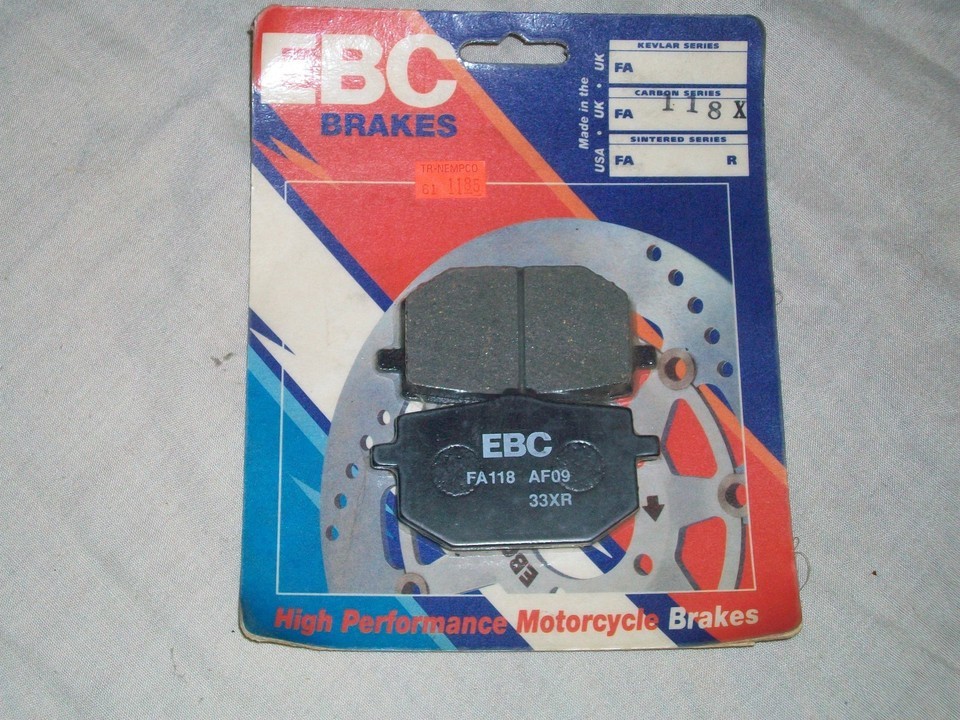 EBC
BRAKES
Made in the
USA • UK • UK
KEVLAR SERIES
FA
CARBON SERIES
FA 118 X
SINTERED SERIES
FA R
TR-NEMPCO
G1 1185
EBC
FA118 AF09
33XR
EBC
High Performance Motorcycle Brakes